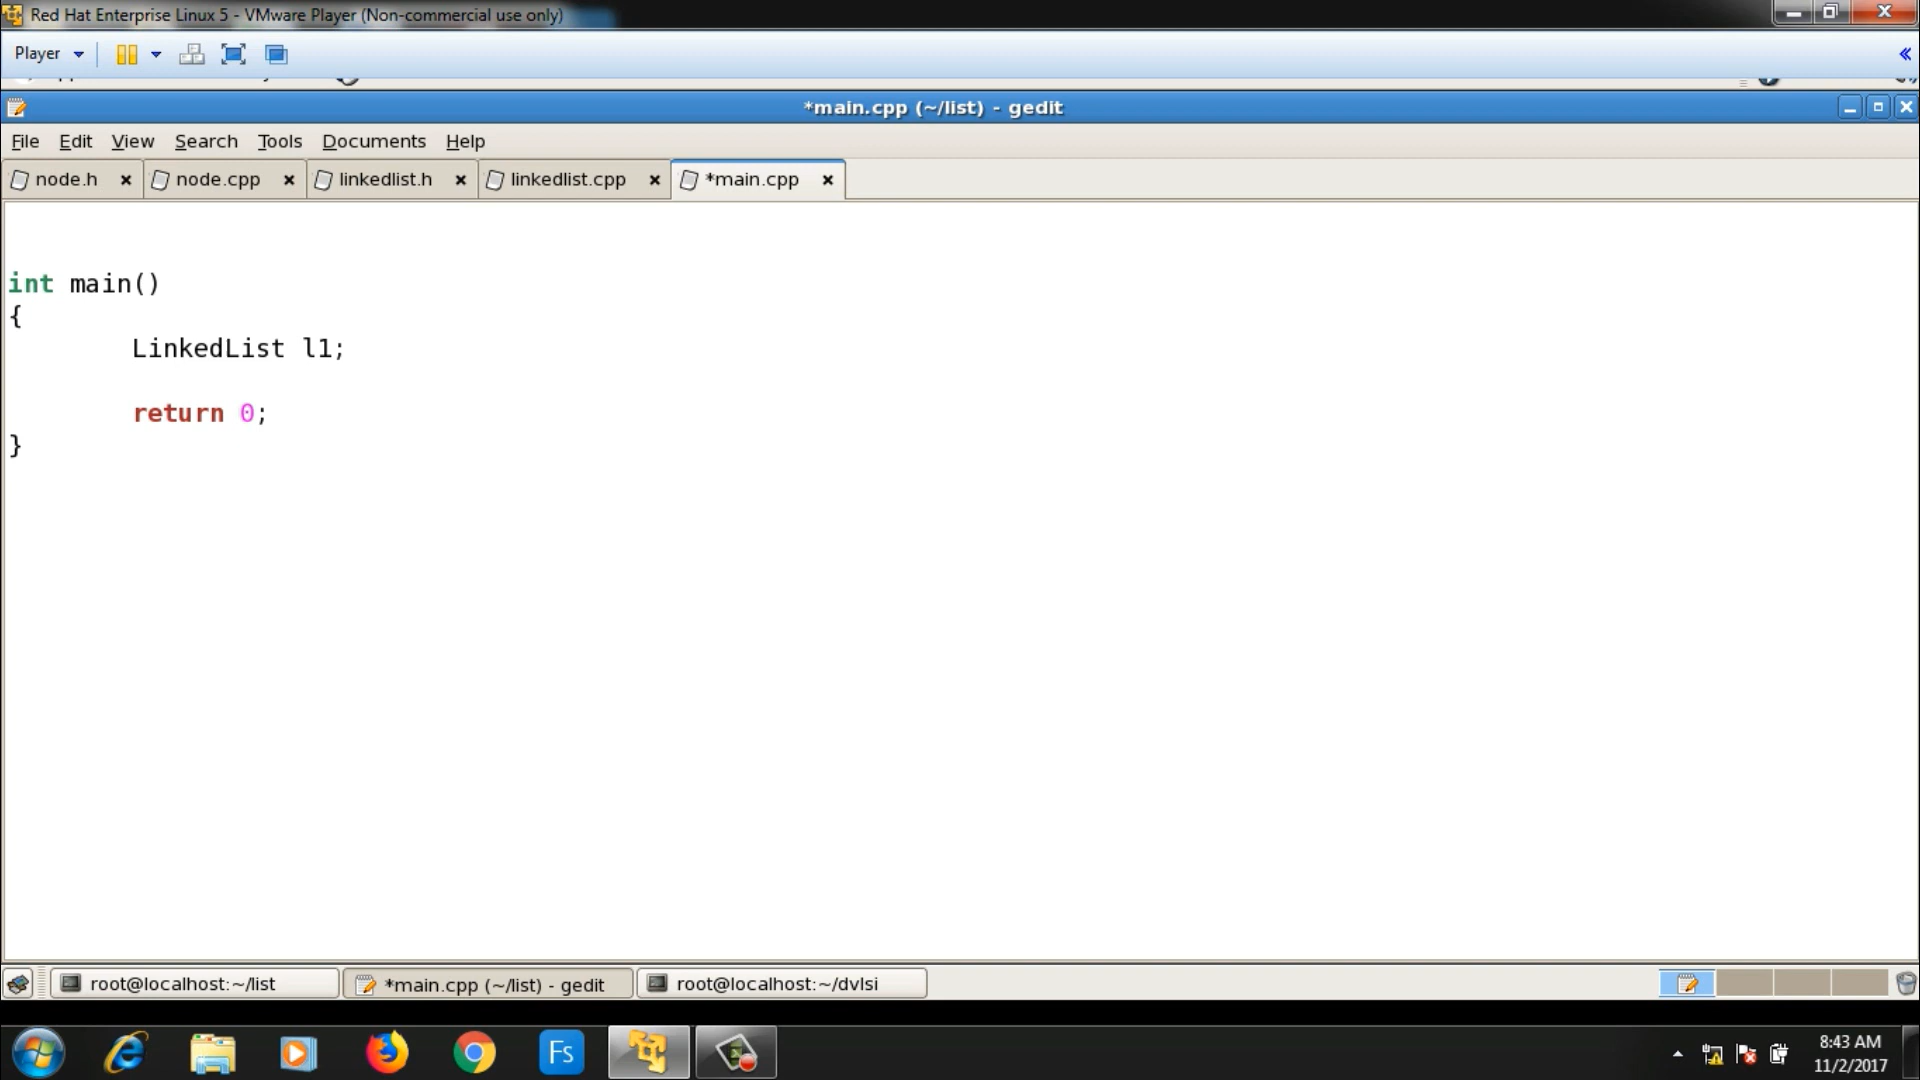 Red Hat Enterprise Linux 5 - VMware Player (Non-commercial use only)
Player
*main.cpp (~/list) - gedit
File Edit View Search Tools Documents Help
node.h node.cpp linkedlist.h linkedlist.cpp *main.cpp
int main()
{
LinkedList l1;
return 0;
}
root@localhost:~/list *main.cpp (~/list) - gedit root@localhost:~/dvlsi
Fs
8:43 AM
11/2/2017